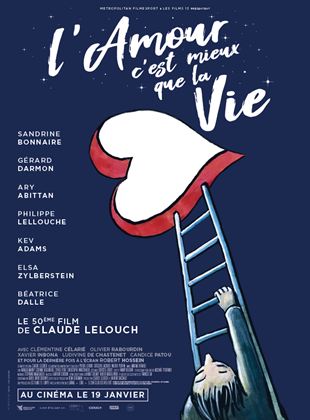 METROPOLITAN FILMEXPORT & LES FILMS 13 présentent
L'Amour
c'est mieux
que la
Vie
SANDRINE
BONNAIRE
GÉRARD
DARMON
ARY
ABITTAN
PHILIPPE
LELLOUCHE
KEV
ADAMS
ELSA
ZYLBERSTEIN
BÉATRICE
DALLE
LE 50ÈME FILM
DE CLAUDE LELOUCH
AVEC CLÉMENTINE CÉLARIÉ OLIVIER RABOURDIN
XAVIER INBONA LUDIVINE DE CHASTENET CANDICE PATOU
ET POUR LA DERNIÈRE FOIS À L'ÉCRAN ROBERT HOSSEIN
AU CINÉMA LE 19 JANVIER